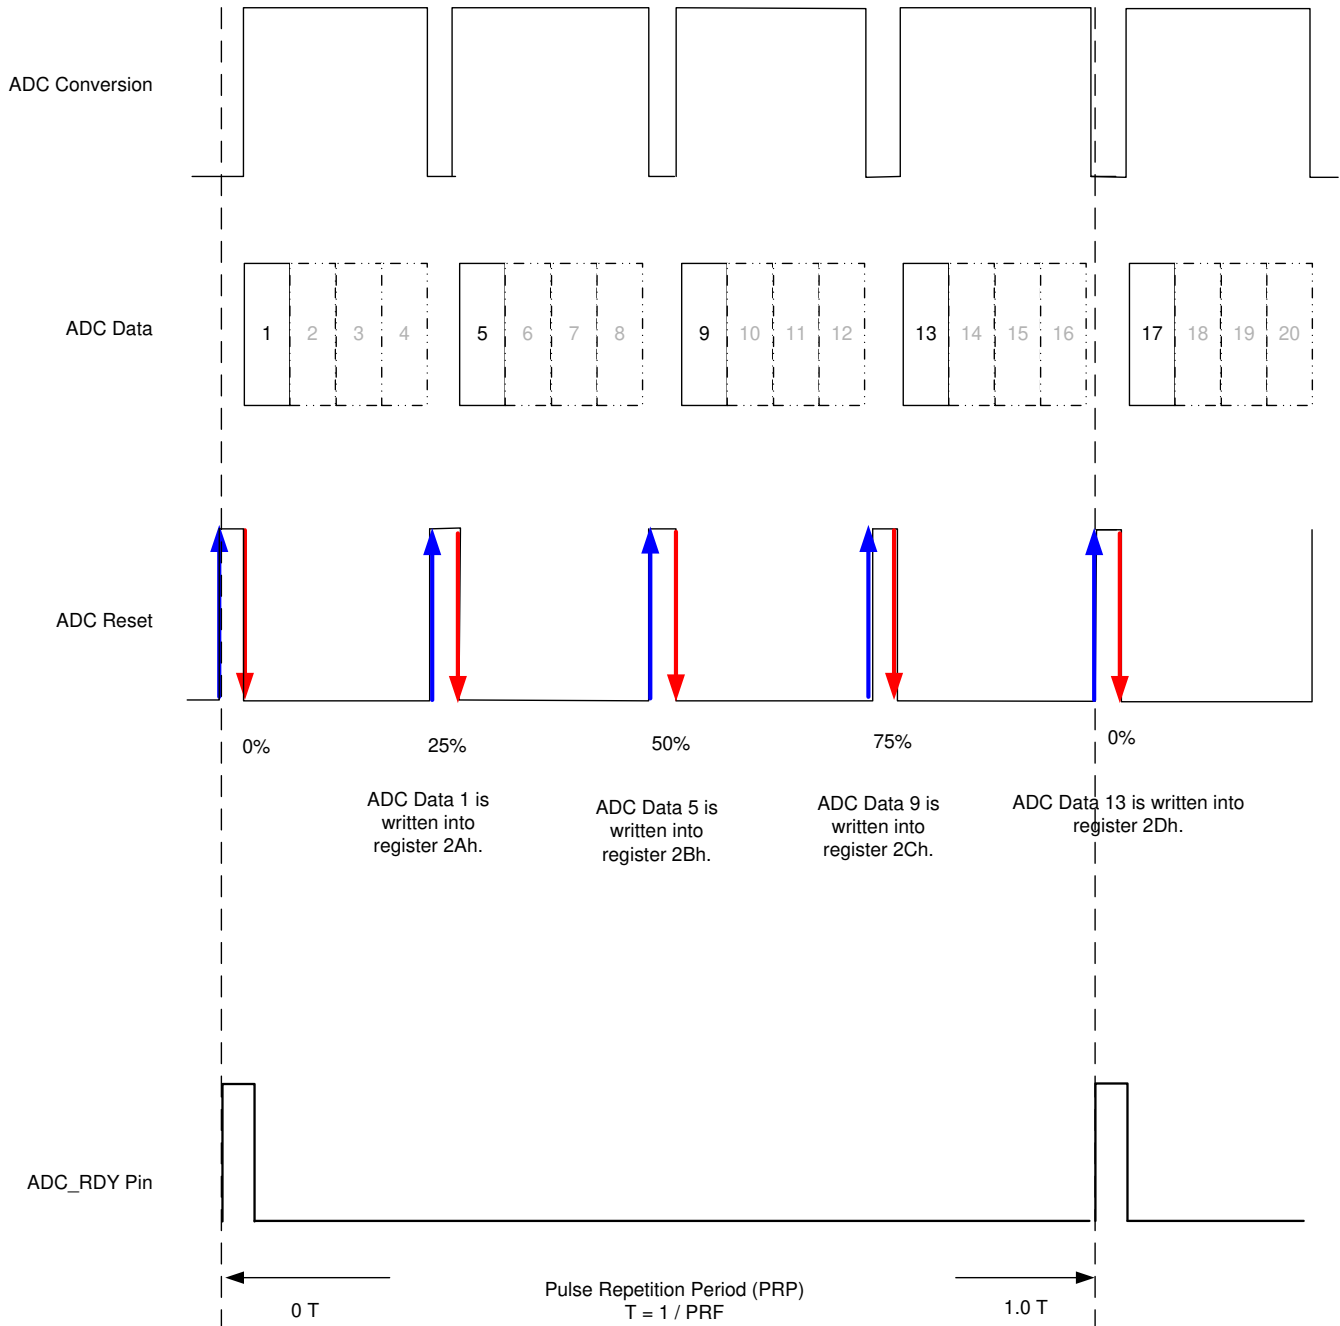 ADC Conversion
ADC Data
1 2 3 4 5 6 7 8 9 10 11 12 13 14 15 16 17 18 19 20
ADC Reset
0% 25% 50% 75% 0%
ADC Data 1 is
written into
register 2Ah.
ADC Data 5 is
written into
register 2Bh.
ADC Data 9 is
written into
register 2Ch.
ADC Data 13 is written into
register 2Dh.
ADC_RDY Pin
0 T
Pulse Repetition Period (PRP)
T = 1 / PRF
1.0 T